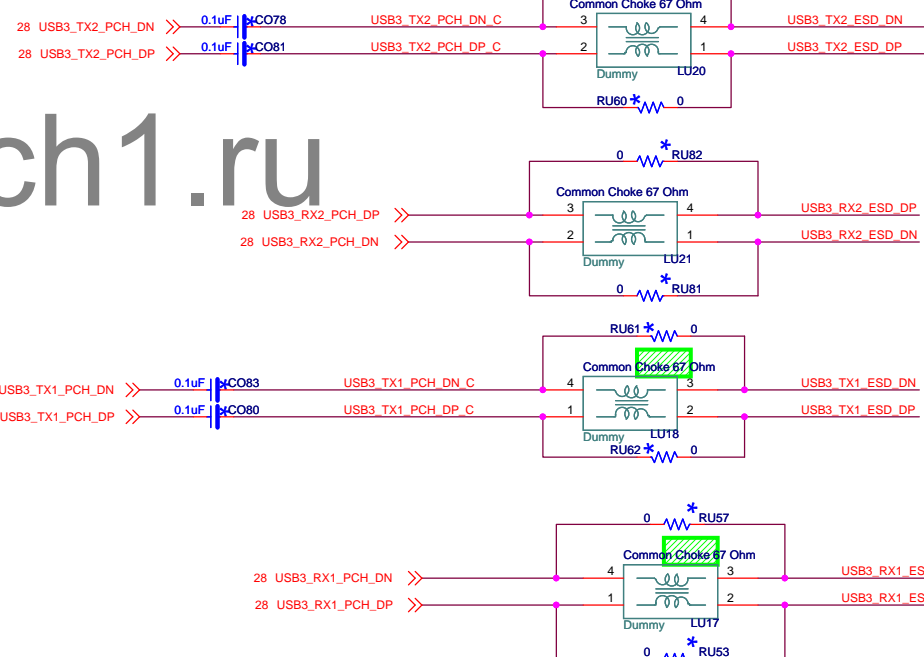 Common Choke 67 Ohm
28 USB3_TX2_PCH_DN 0.1uF CO78 USB3_TX2_PCH_DN_C 3 4 USB3_TX2_ESD_DN
28 USB3_TX2_PCH_DP 0.1uF CO81 USB3_TX2_PCH_DP_C 2 1 USB3_TX2_ESD_DP
Dummy LU20
RU60 * 0
ch1.ru
0 * RU82
Common Choke 67 Ohm
28 USB3_RX2_PCH_DP 3 4 USB3_RX2_ESD_DP
28 USB3_RX2_PCH_DN 2 1 USB3_RX2_ESD_DN
Dummy LU21
0 * RU81
RU61 * 0
Common Choke 67 Ohm
USB3_TX1_PCH_DN 0.1uF CO83 USB3_TX1_PCH_DN_C 4 3 USB3_TX1_ESD_DN
USB3_TX1_PCH_DP 0.1uF CO80 USB3_TX1_PCH_DP_C 1 2 USB3_TX1_ESD_DP
Dummy LU18
RU62 * 0
0 * RU57
Common Choke 67 Ohm
28 USB3_RX1_PCH_DN 4 3 USB3_RX1_ES
28 USB3_RX1_PCH_DP 1 2 USB3_RX1_ES
Dummy LU17
0 * RU53